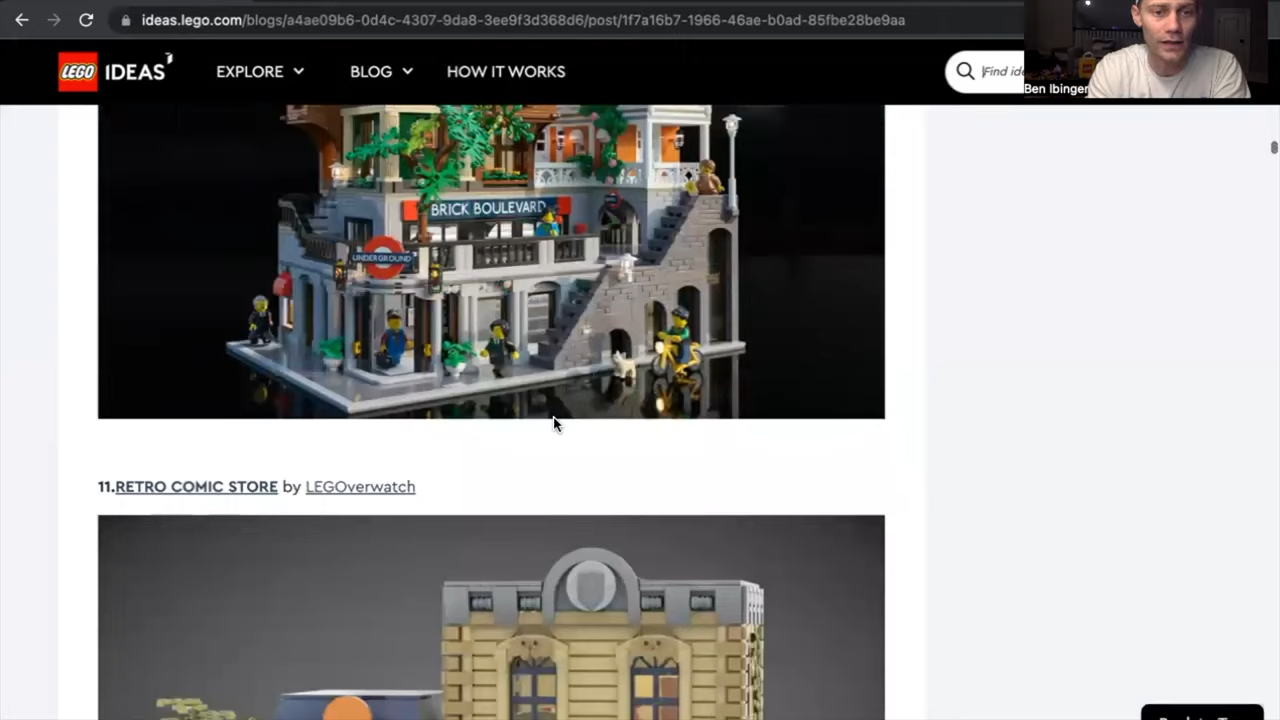 ideas.lego.com/blogs/a4ae09b6-0d4c-4307-9da8-3ee9f3d368d6/post/1f7a16b7-1966-46ae-b0ad-85fbe28be9aa
LEGO IDEAS
EXPLORE
BLOG
HOW IT WORKS
Find
Ben Ibinger
BRICK BOULEVARD
UNDERGROUND
11.RETRO COMIC STORE by LEGOverwatch